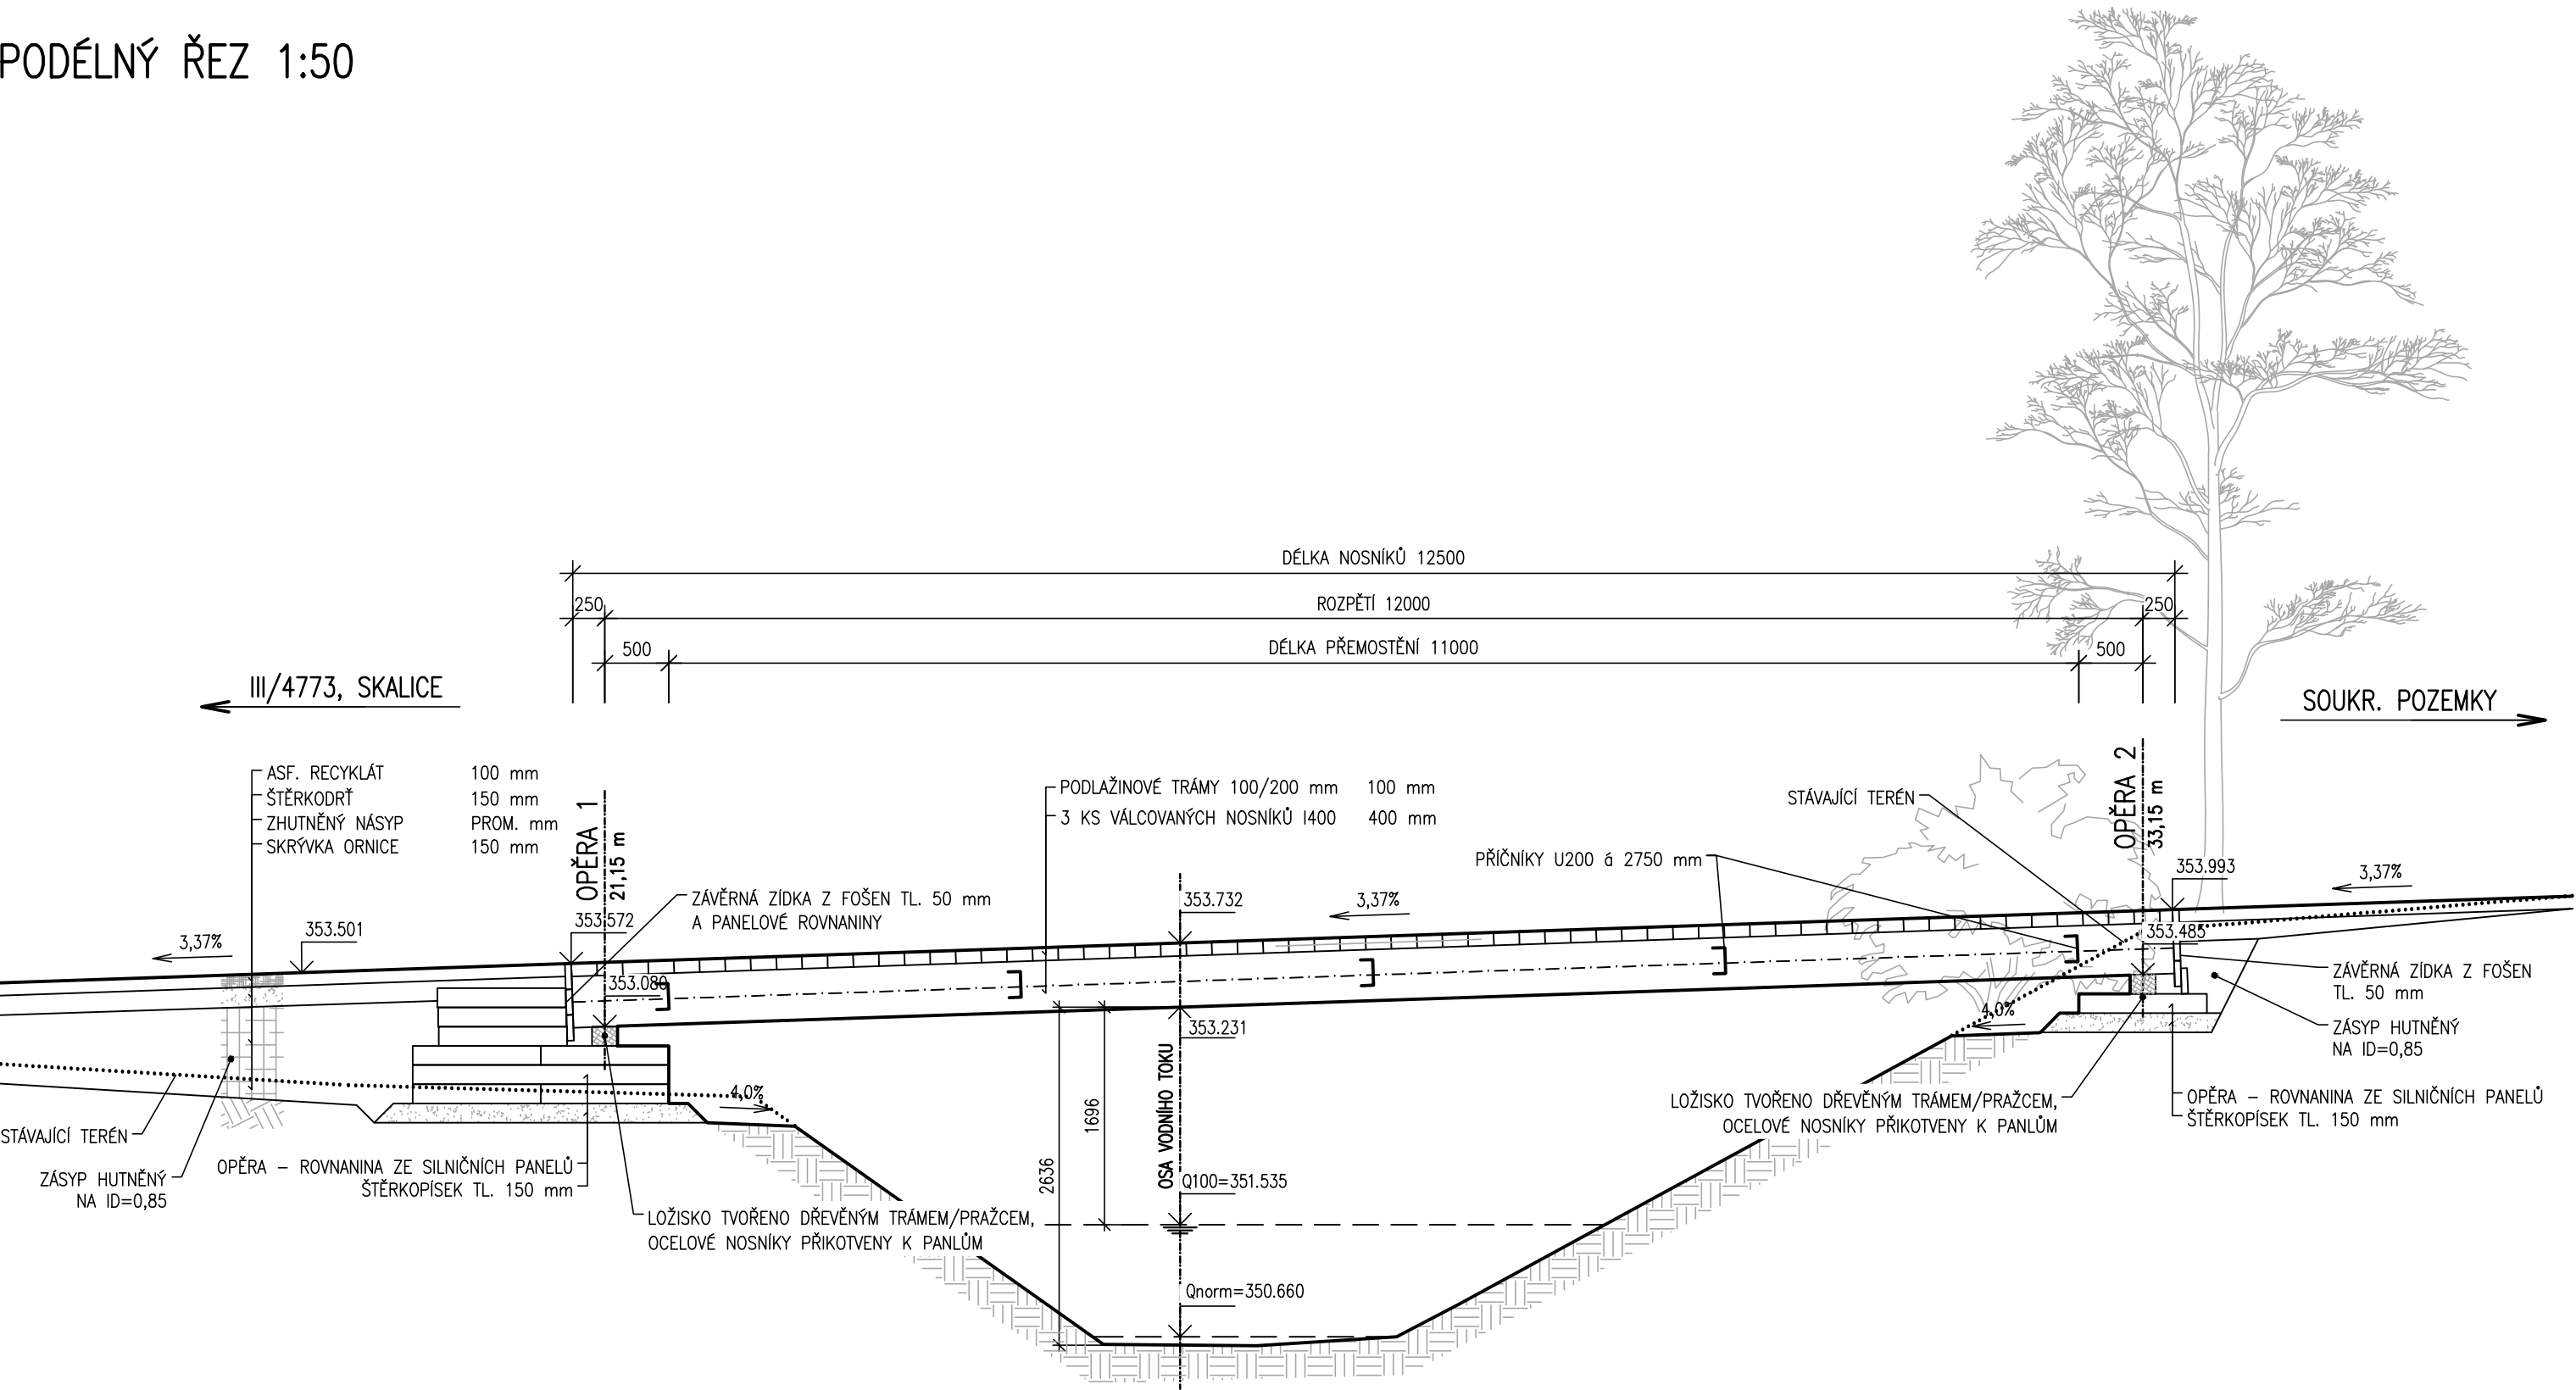 PODÉLNÝ ŘEZ 1:50
DÉLKA NOSNÍKŮ 12500
250
ROZPĚTÍ 12000
250
500
DÉLKA PŘEMOSTĚNÍ 11000
500
III/4773, SKALICE
SOUKR. POZEMKY
ASF. RECYKLÁT 100 mm
ŠTĚRKODRŤ 150 mm
ZHUTNĚNÝ NÁSYP PROM. mm
SKRÝVKA ORNICE 150 mm
OPĚRA 1
21,15 m
PODLAŽINOVÉ TRÁMY 100/200 mm 100 mm
3 KS VÁLCOVANÝCH NOSNÍKŮ I400 400 mm
STÁVAJÍCÍ TERÉN
PŘÍČNÍKY U200 á 2750 mm
OPĚRA 2
33,15 m
353.993
3,37%
ZÁVĚRNÁ ZÍDKA Z FOŠEN TL. 50 mm
A PANELOVÉ ROVNANINY
353.732
3,37%
353.572
353.501
3,37%
353.485
353.080
353.231
ZÁVĚRNÁ ZÍDKA Z FOŠEN
TL. 50 mm
4,0%
ZÁSYP HUTNĚNÝ
NA ID=0,85
4,0%
OSA VODNÍHO TOKU
1696
2636
LOŽISKO TVOŘENO DŘEVĚNÝM TRÁMEM/PRAŽCEM,
OCELOVÉ NOSNÍKY PŘIKOTVENY K PANLŮM
OPĚRA – ROVNANINA ZE SILNIČNÍCH PANELŮ
ŠTĚRKOPÍSEK TL. 150 mm
STÁVAJÍCÍ TERÉN
ZÁSYP HUTNĚNÝ
NA ID=0,85
OPĚRA – ROVNANINA ZE SILNIČNÍCH PANELŮ
ŠTĚRKOPÍSEK TL. 150 mm
Q100=351.535
LOŽISKO TVOŘENO DŘEVĚNÝM TRÁMEM/PRAŽCEM,
OCELOVÉ NOSNÍKY PŘIKOTVENY K PANLŮM
Qnorm=350.660